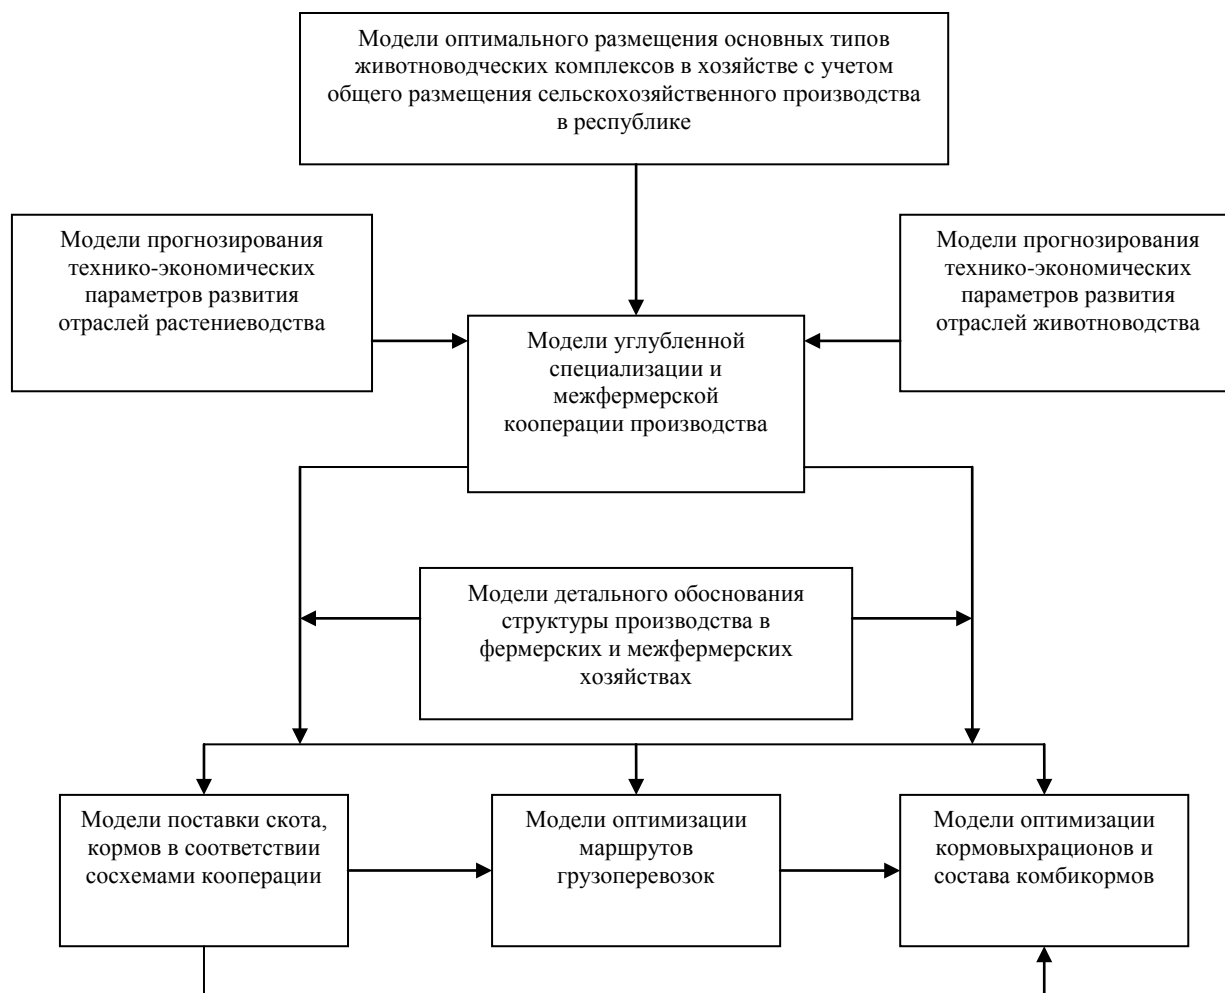 Модели оптимального размещения основных типов
животноводческих комплексов в хозяйстве с учетом
общего размещения сельскохозяйственного производства
в республике
Модели прогнозирования
технико-экономических
параметров развития
отраслей растениеводства
Модели прогнозирования
технико-экономических
параметров развития
отраслей животноводства
Модели углубленной
специализации и
межфермерской
кооперации производства
Модели детального обоснования
структуры производства в
фермерских и межфермерских
хозяйствах
Модели поставки скота,
кормов в соответствии
сосхемами кооперации
Модели оптимизации
маршрутов
грузоперевозок
Модели оптимизации
кормовыхрационов и
состава комбикормов